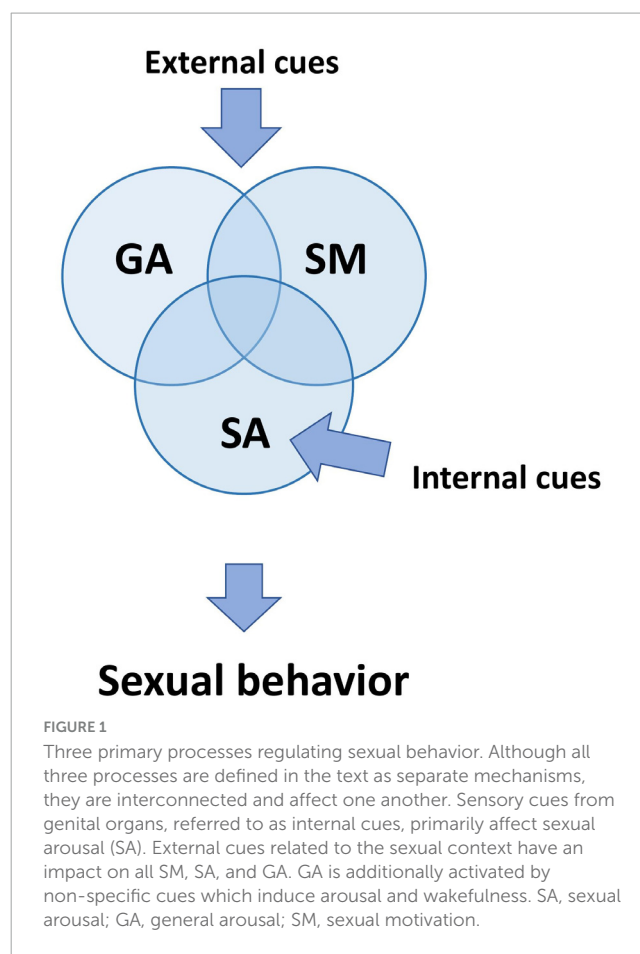 External cues
GA
SM
SA
Internal cues
Sexual behavior
FIGURE 1
Three primary processes regulating sexual behavior. Although all
three processes are defined in the text as separate mechanisms,
they are interconnected and affect one another. Sensory cues from
genital organs, referred to as internal cues, primarily affect sexual
arousal (SA). External cues related to the sexual context have an
impact on all SM, SA, and GA. GA is additionally activated by
non-specific cues which induce arousal and wakefulness. SA, sexual
arousal; GA, general arousal; SM, sexual motivation.